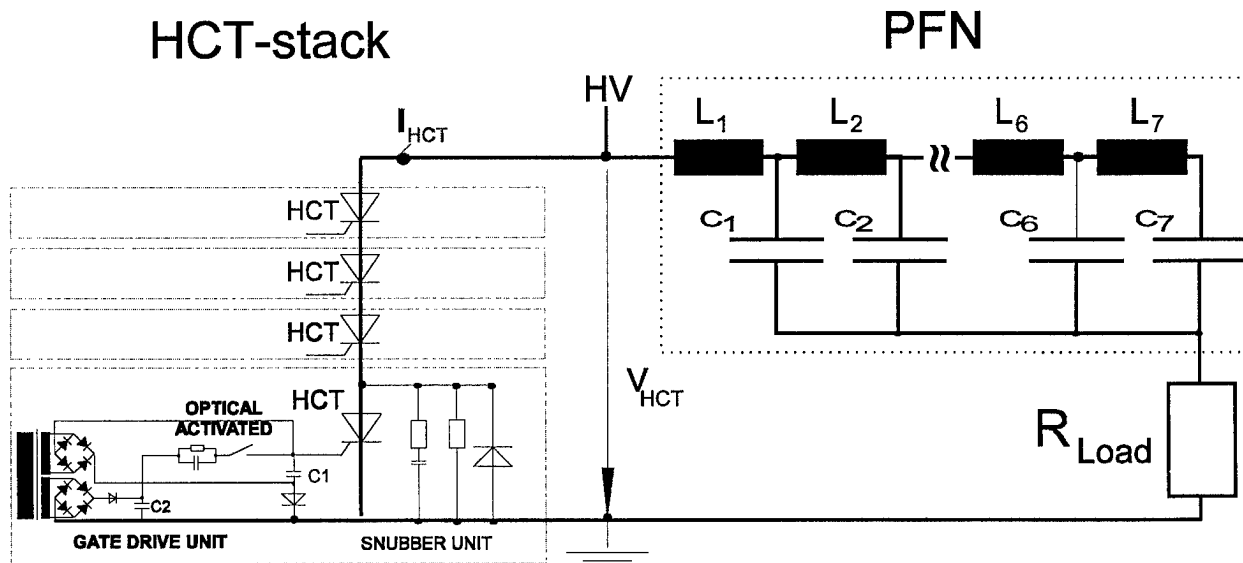 HCT-stack
PFN
HV
I HCT
L1
L2
L6
L7
HCT
C1
C2
C6
C7
HCT
HCT
V HCT
HCT
OPTICAL
ACTIVATED
R Load
C1
C2
GATE DRIVE UNIT
SNUBBER UNIT